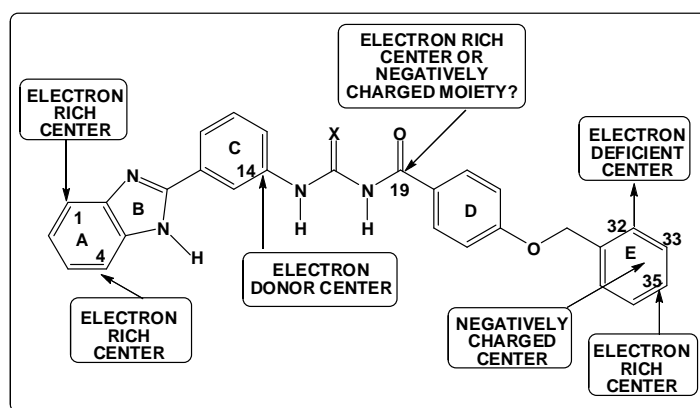 ELECTRON RICH
CENTER OR
NEGATIVELY
CHARGED MOIETY?
ELECTRON
RICH
CENTER
ELECTRON
DEFICIENT
CENTER
X
O
C
14
N
N
N
H
H
19
1
B
A
4
N
H
D
O
32
33
E
35
ELECTRON
DONOR CENTER
ELECTRON
RICH
CENTER
NEGATIVELY
CHARGED
CENTER
ELECTRON
RICH
CENTER